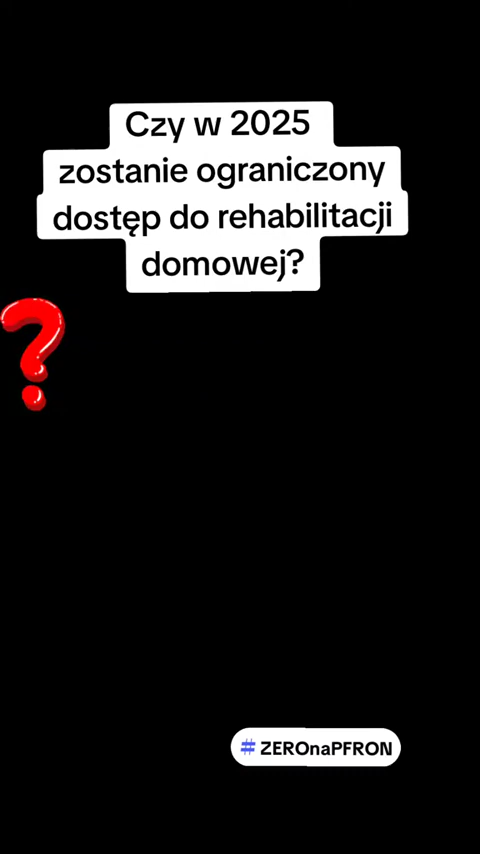 Czy w 2025
zostanie ograniczony
dostęp do rehabilitacji
domowej?
# ZEROnaPFRON